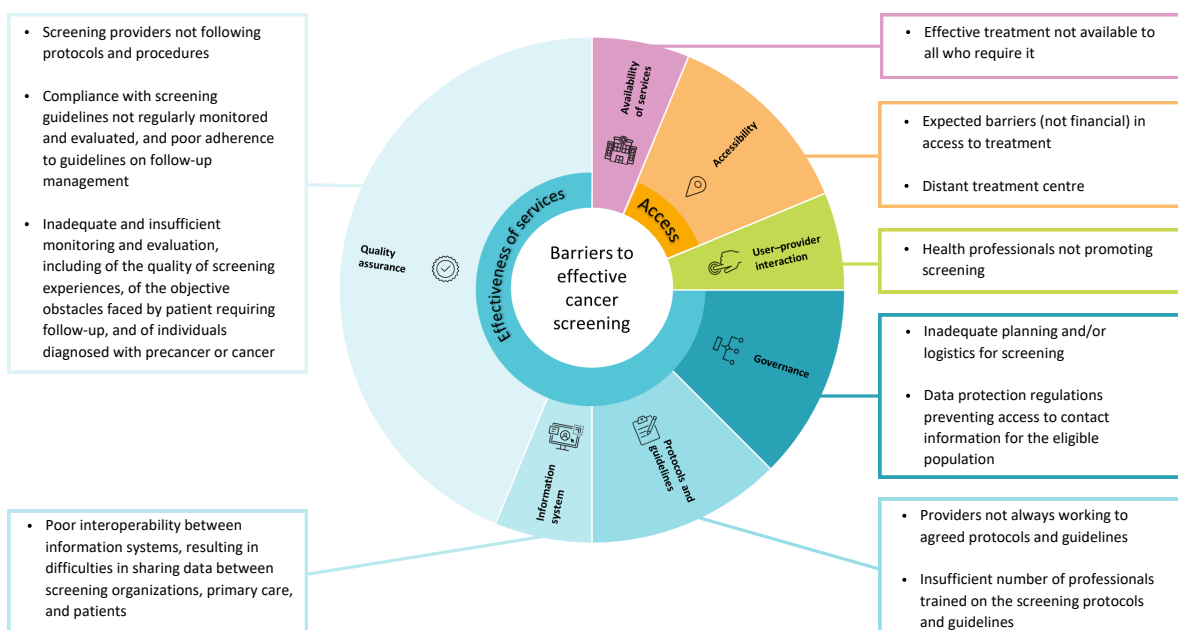 • Screening providers not following
protocols and procedures
• Compliance with screening
guidelines not regularly monitored
and evaluated, and poor adherence
to guidelines on follow-up
management
• Inadequate and insufficient
monitoring and evaluation,
including of the quality of screening
experiences, of the objective
obstacles faced by patient requiring
follow-up, and of individuals
diagnosed with precancer or cancer
• Poor interoperability between
information systems, resulting in
difficulties in sharing data between
screening organizations, primary care,
and patients
Barriers to
effective
cancer
screening
Effectiveness of services
Access
Quality
assurance
Availability
of services
Accessibility
User–provider
interaction
Governance
Protocols and
guidelines
Information
system
• Effective treatment not available to
all who require it
• Expected barriers (not financial) in
access to treatment
• Distant treatment centre
• Health professionals not promoting
screening
• Inadequate planning and/or
logistics for screening
• Data protection regulations
preventing access to contact
information for the eligible
population
• Providers not always working to
agreed protocols and guidelines
• Insufficient number of professionals
trained on the screening protocols
and guidelines